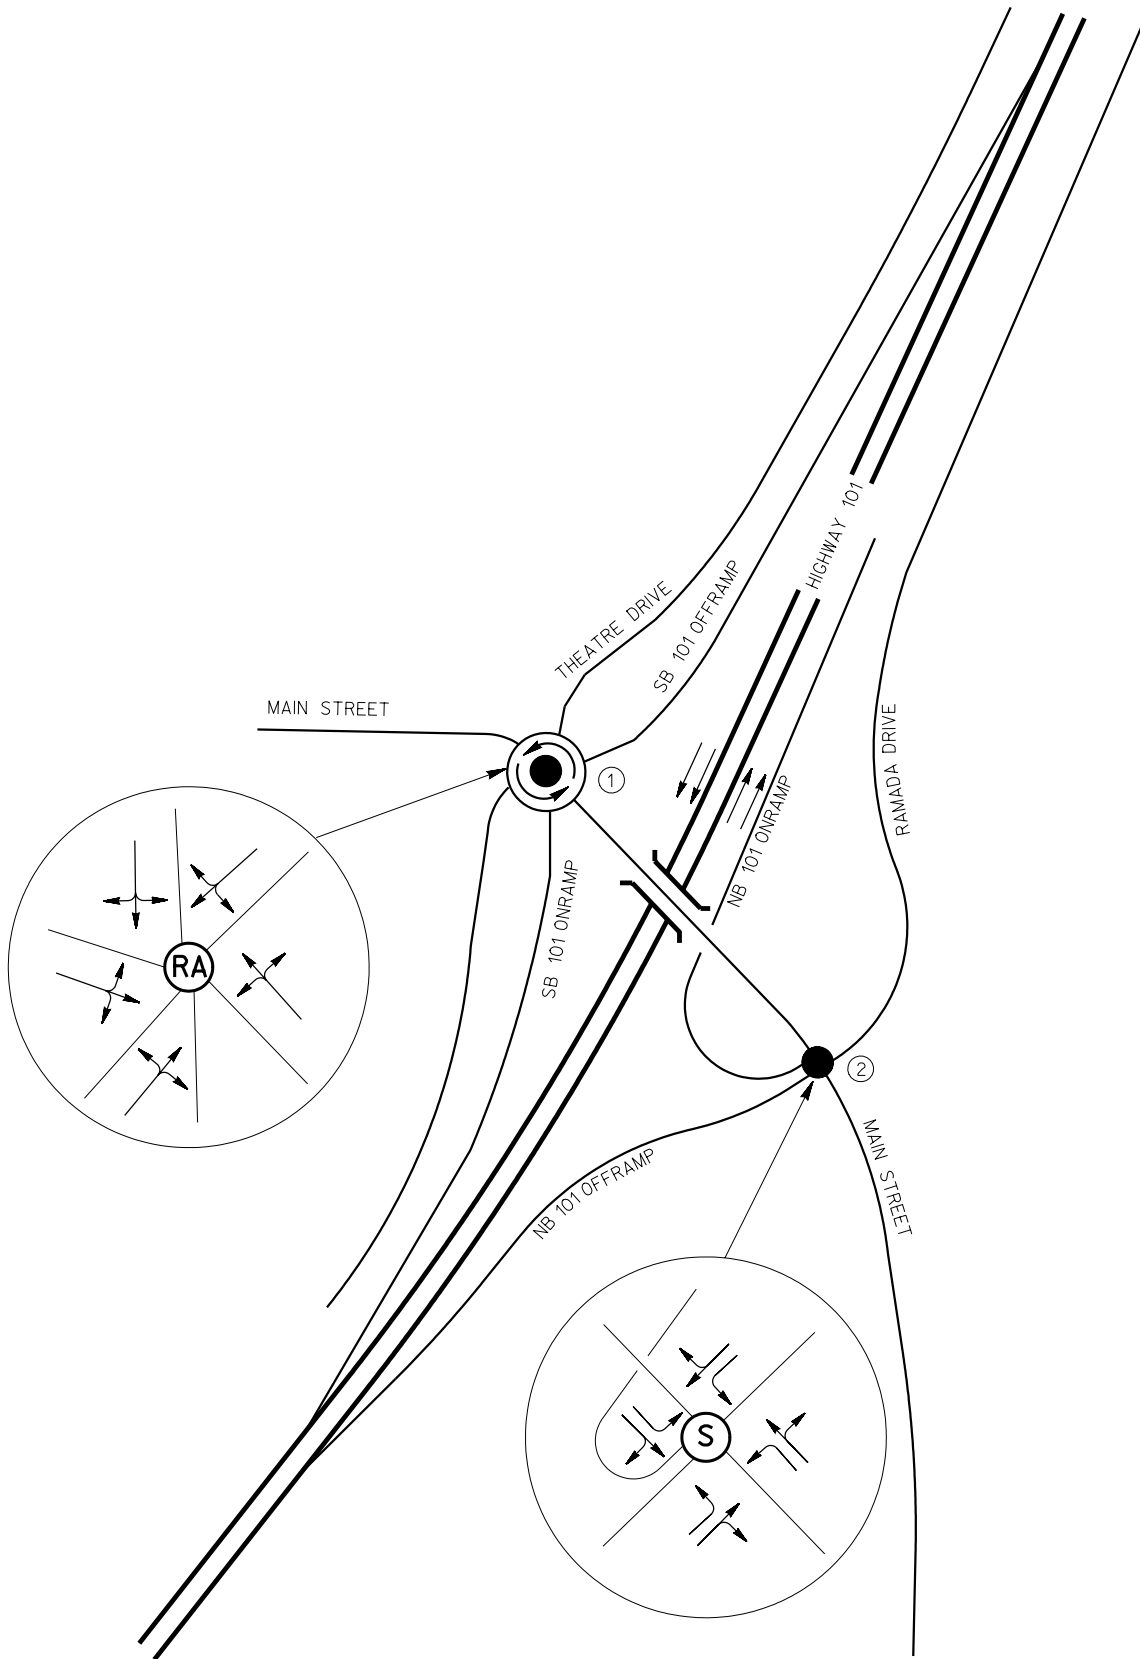 HIGHWAY 101
THEATRE DRIVE
SB 101 OFFRAMP
MAIN STREET
RAMADA DRIVE
1
NB 101 ONRAMP
SB 101 ONRAMP
RA
2
MAIN STREET
NB 101 OFFRAMP
S